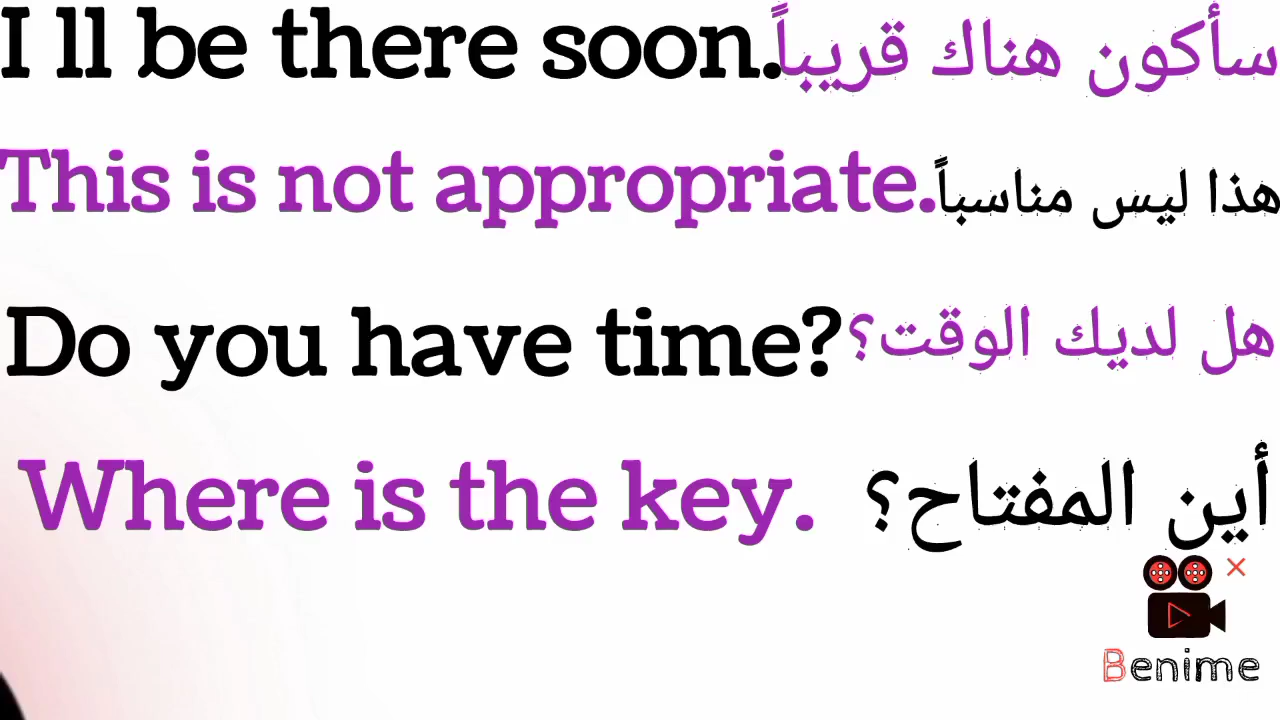 I ll be there soon. سأكون هناك قريباً
This is not appropriate. هذا ليس مناسباً
Do you have time? هل لديك الوقت؟
Where is the key. أين المفتاح؟
Benime